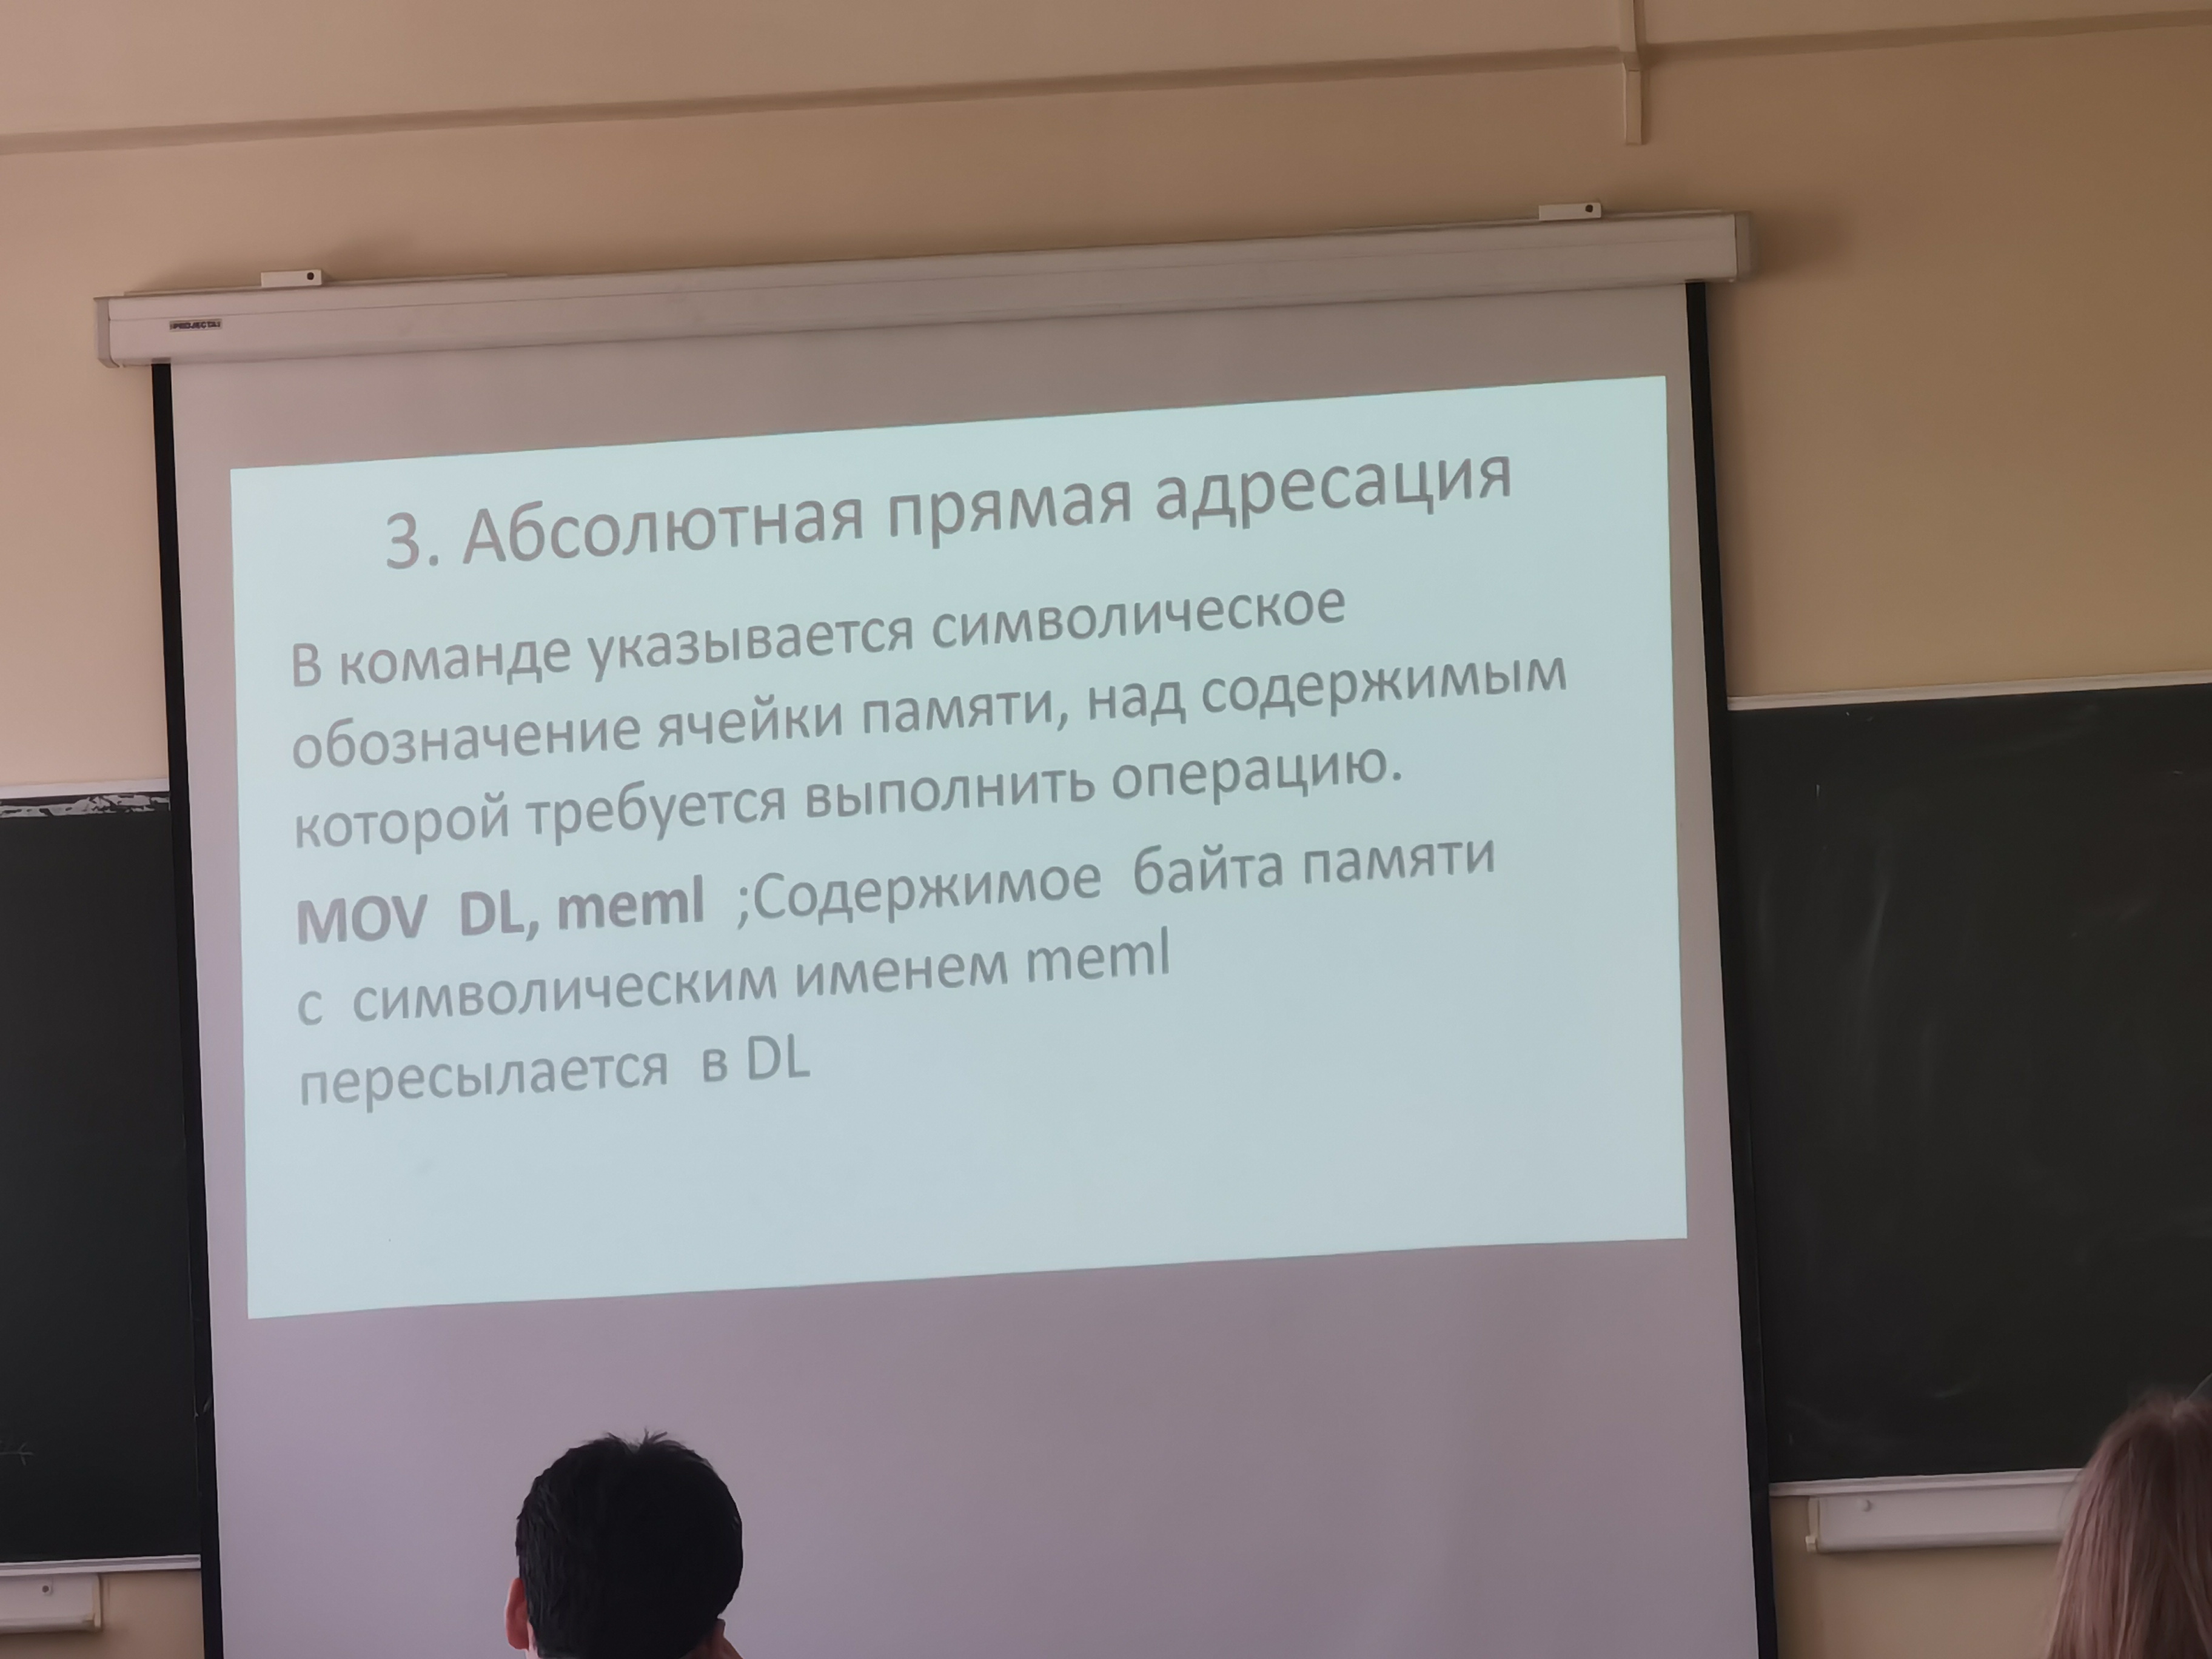 PROJECTA
3. Абсолютная прямая адресация
В команде указывается символическое
обозначение ячейки памяти, над содержимым
которой требуется выполнить операцию.
MOV DL, meml ;Содержимое байта памяти
с символическим именем meml
пересылается в DL